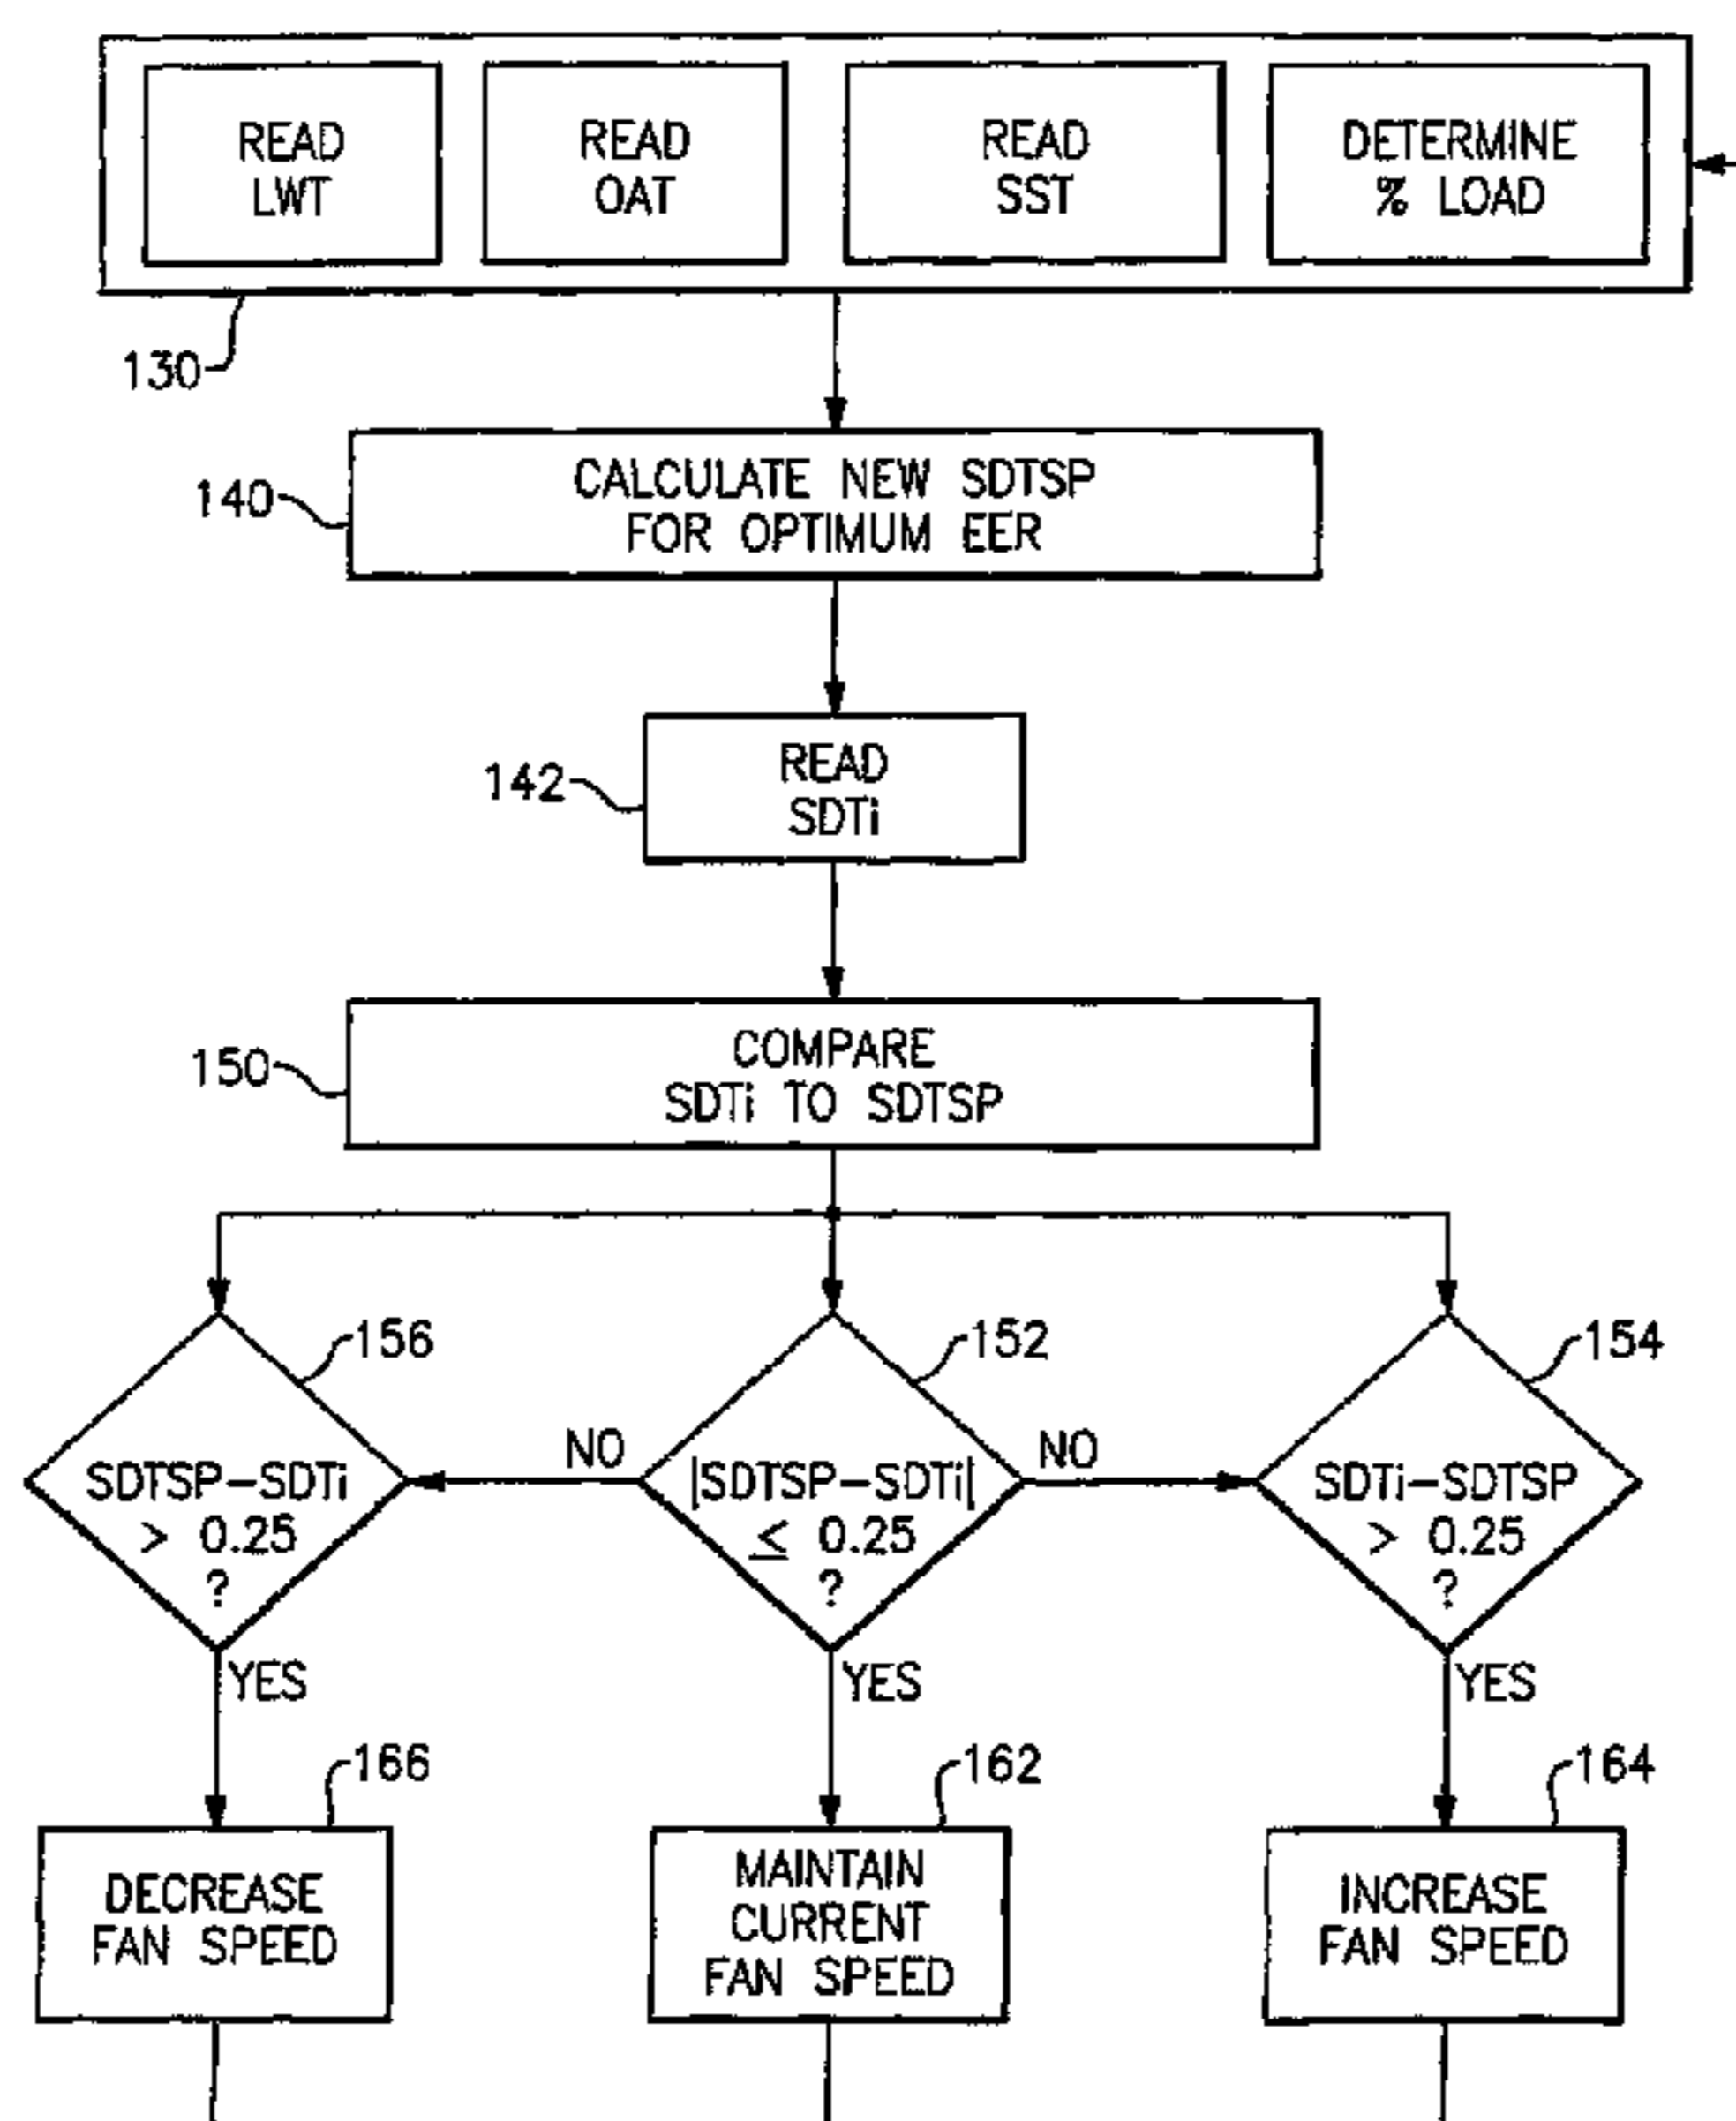 READ
LWT
READ
OAT
READ
SST
DETERMINE
% LOAD
130
140
CALCULATE NEW SDTSP
FOR OPTIMUM EER
142
READ
SDTi
150
COMPARE
SDTi TO SDTSP
156
152
154
SDTSP-SDTi
> 0.25
?
NO
|SDTSP-SDTi|
≤ 0.25
?
NO
SDTi-SDTSP
> 0.25
?
YES
YES
YES
166
162
164
DECREASE
FAN SPEED
MAINTAIN
CURRENT
FAN SPEED
INCREASE
FAN SPEED